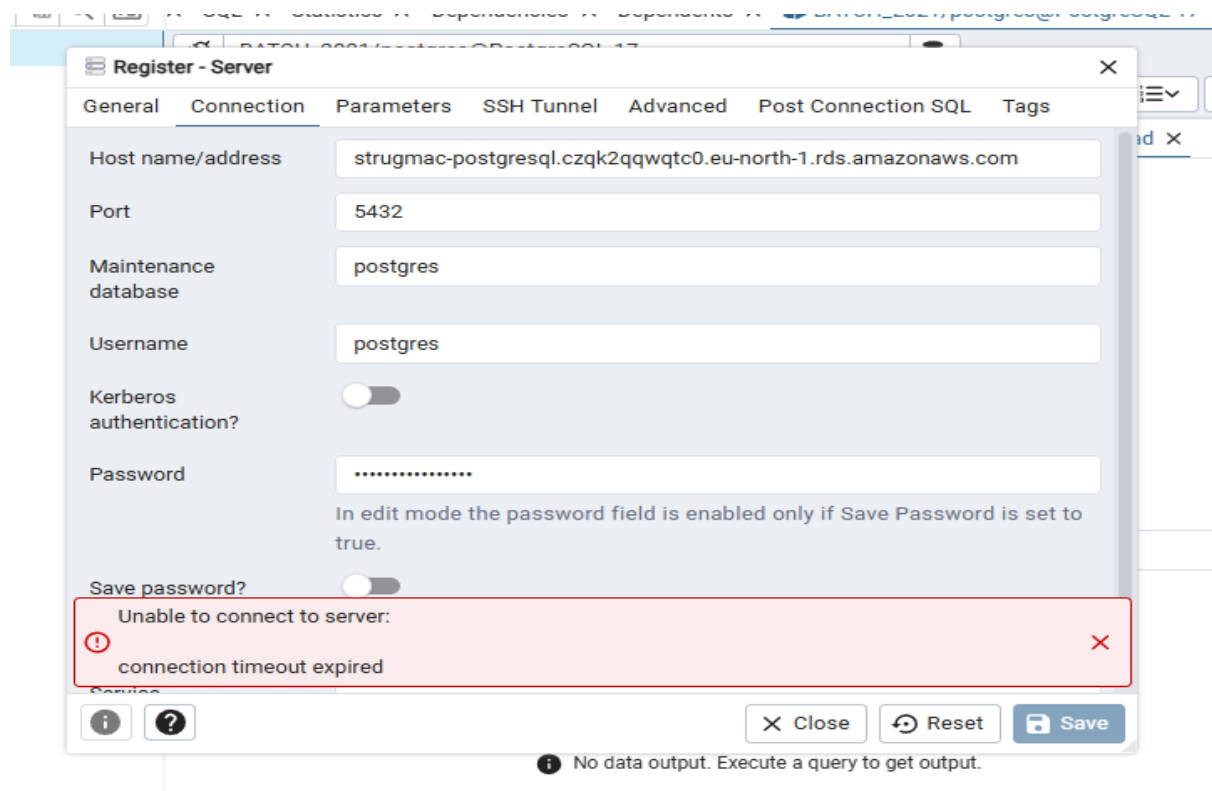 Register - Server
General Connection Parameters SSH Tunnel Advanced Post Connection SQL Tags
Host name/address strugmac-postgresql.czqk2qqwqtc0.eu-north-1.rds.amazonaws.com
Port 5432
Maintenance postgres
database
Username postgres
Kerberos
authentication?
Password ••••••••••••••••
In edit mode the password field is enabled only if Save Password is set to
true.
Save password?
Unable to connect to server:
connection timeout expired
Close Reset Save
No data output. Execute a query to get output.